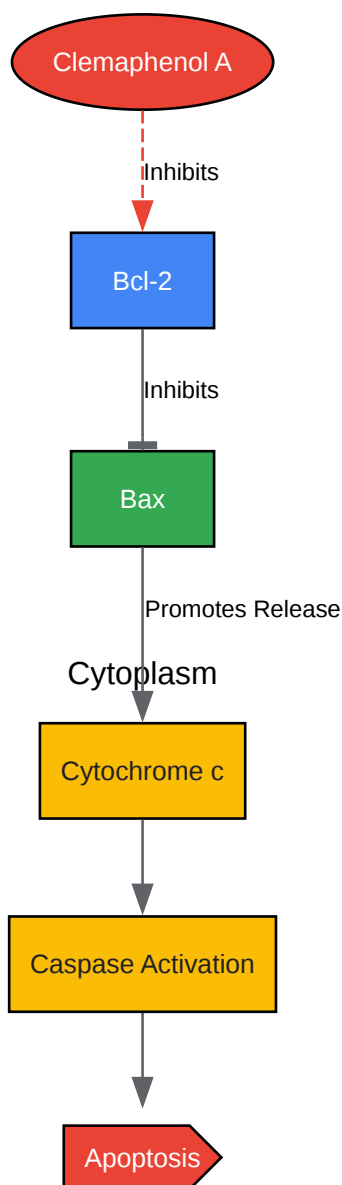 Clemaphenol A
Inhibits
Bcl-2
Inhibits
Bax
Promotes Release
Cytoplasm
Cytochrome c
Caspase Activation
Apoptosis